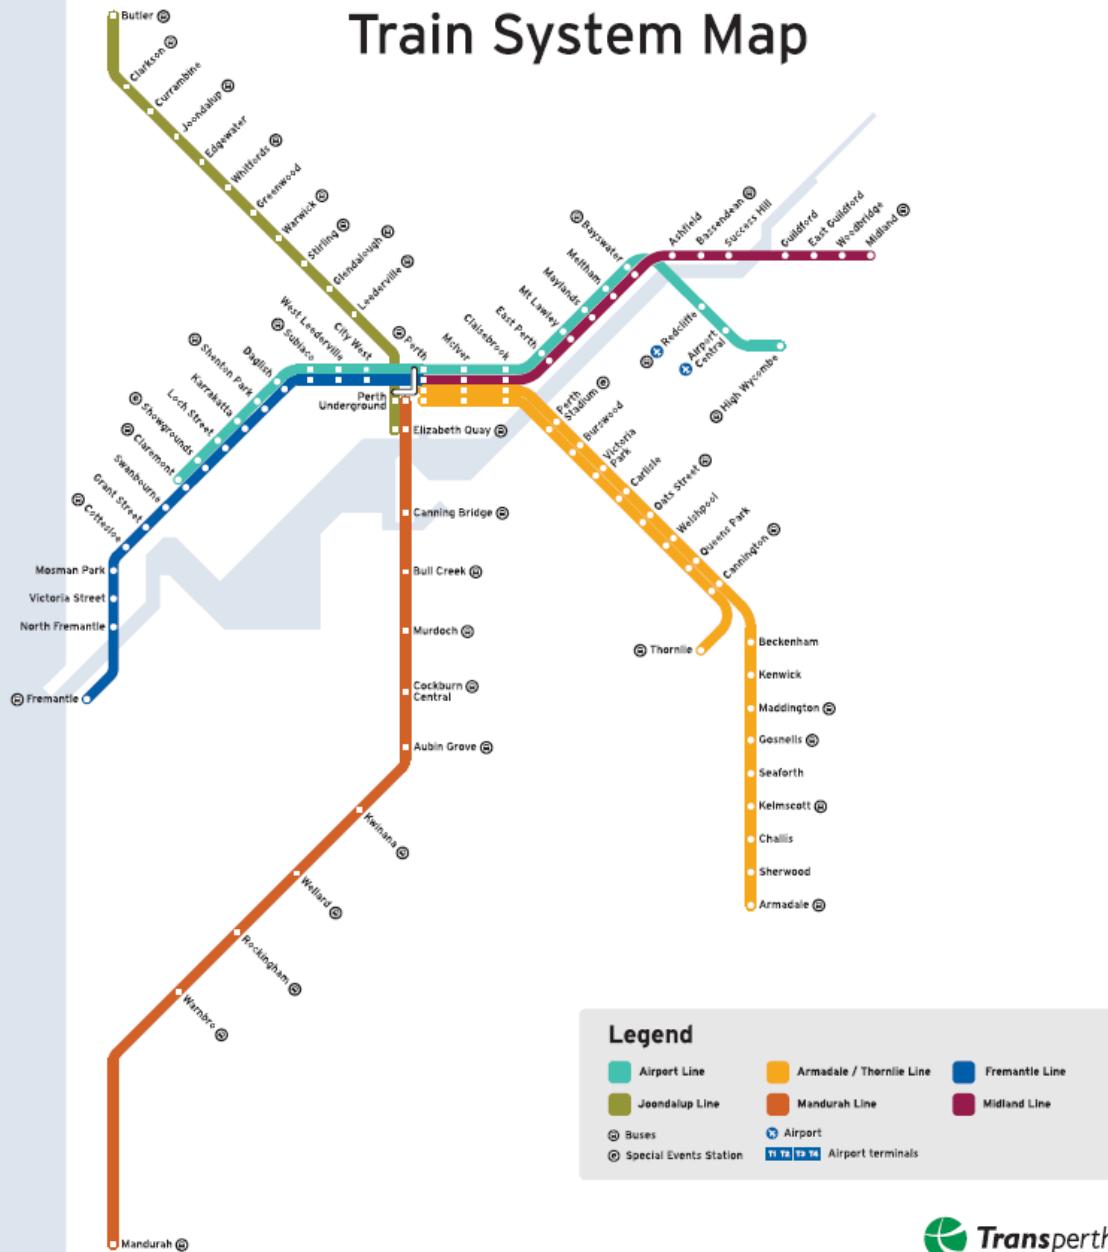 Train System Map
Butler
Clarkson
Currambine
Joondalup
Edgewater
Whitfords
Greenwood
Warwick
Stirling
Glendalough
Leederville
Perth
City West
West Leederville
Subiaco
Daglish
Shenton Park
Karrakatta
Loch Street
Showgrounds
Claremont
Swanbourne
Grant Street
Cottesloe
Mosman Park
Victoria Street
North Fremantle
Fremantle
McIver
Claisebrook
East Perth
Mt Lawley
Maylands
Meltham
Bayswater
Ashfield
Bassendean
Success Hill
Guildford
East Guildford
Woodbridge
Midland
Redcliffe
Airport
Central
High Wycombe
Perth
Underground
Elizabeth Quay
Canning Bridge
Bull Creek
Murdoch
Cockburn
Central
Aubin Grove
Kwinana
Wellard
Rockingham
Warnbro
Mandurah
Perth
Stadium
Burswood
Victoria
Park
Carlisle
Oats Street
Welshpool
Queens Park
Cannington
Thornlie
Beckenham
Kenwick
Maddington
Gosnells
Seaforth
Kelmscott
Challis
Sherwood
Armadale
Legend
Airport Line
Armadale / Thornlie Line
Fremantle Line
Joondalup Line
Mandurah Line
Midland Line
Buses
Airport
Special Events Station
T1 T2 T3 T4 Airport terminals
Transperth